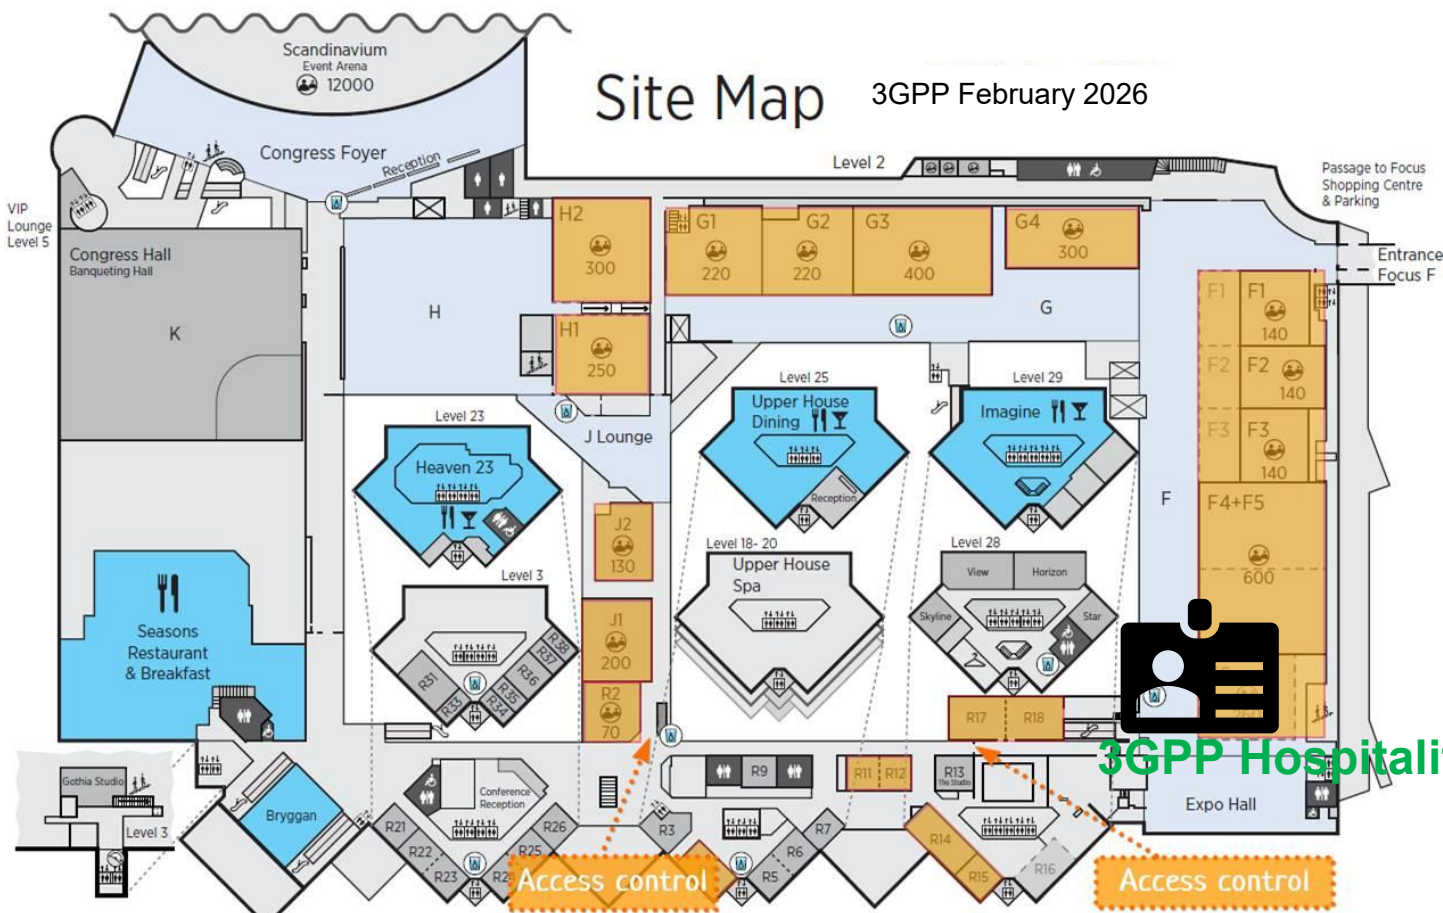 Scandinavium
Event Arena
12000
Site Map
3GPP February 2026
Congress Foyer
Reception
Level 2
Passage to Focus
Shopping Centre
& Parking
VIP
Lounge
Level 5
Congress Hall
Banqueting Hall
K
H
H2
300
H1
250
G1
220
G2
220
G3
400
G4
300
G
Entrance
Focus F
F1
F1
140
F2
F2
140
F3
F3
140
F4+F5
600
F
J Lounge
Level 23
Heaven 23
Level 25
Upper House
Dining
Reception
Level 29
Imagine
J2
130
J1
200
R2
70
Level 18- 20
Upper House
Spa
Level 28
View
Horizon
Skyline
Star
Level 3
R31
R33
R34
R35
R36
R37
R38
Seasons
Restaurant
& Breakfast
R17
R18
3GPP Hospitalit
Gothia Studio
Level 3
Bryggan
Conference
Reception
R9
R11
R12
R13
The Studio
Expo Hall
R21
R22
R23
R25
R26
R3
R5
R6
R7
R14
R15
R16
Access control
Access control